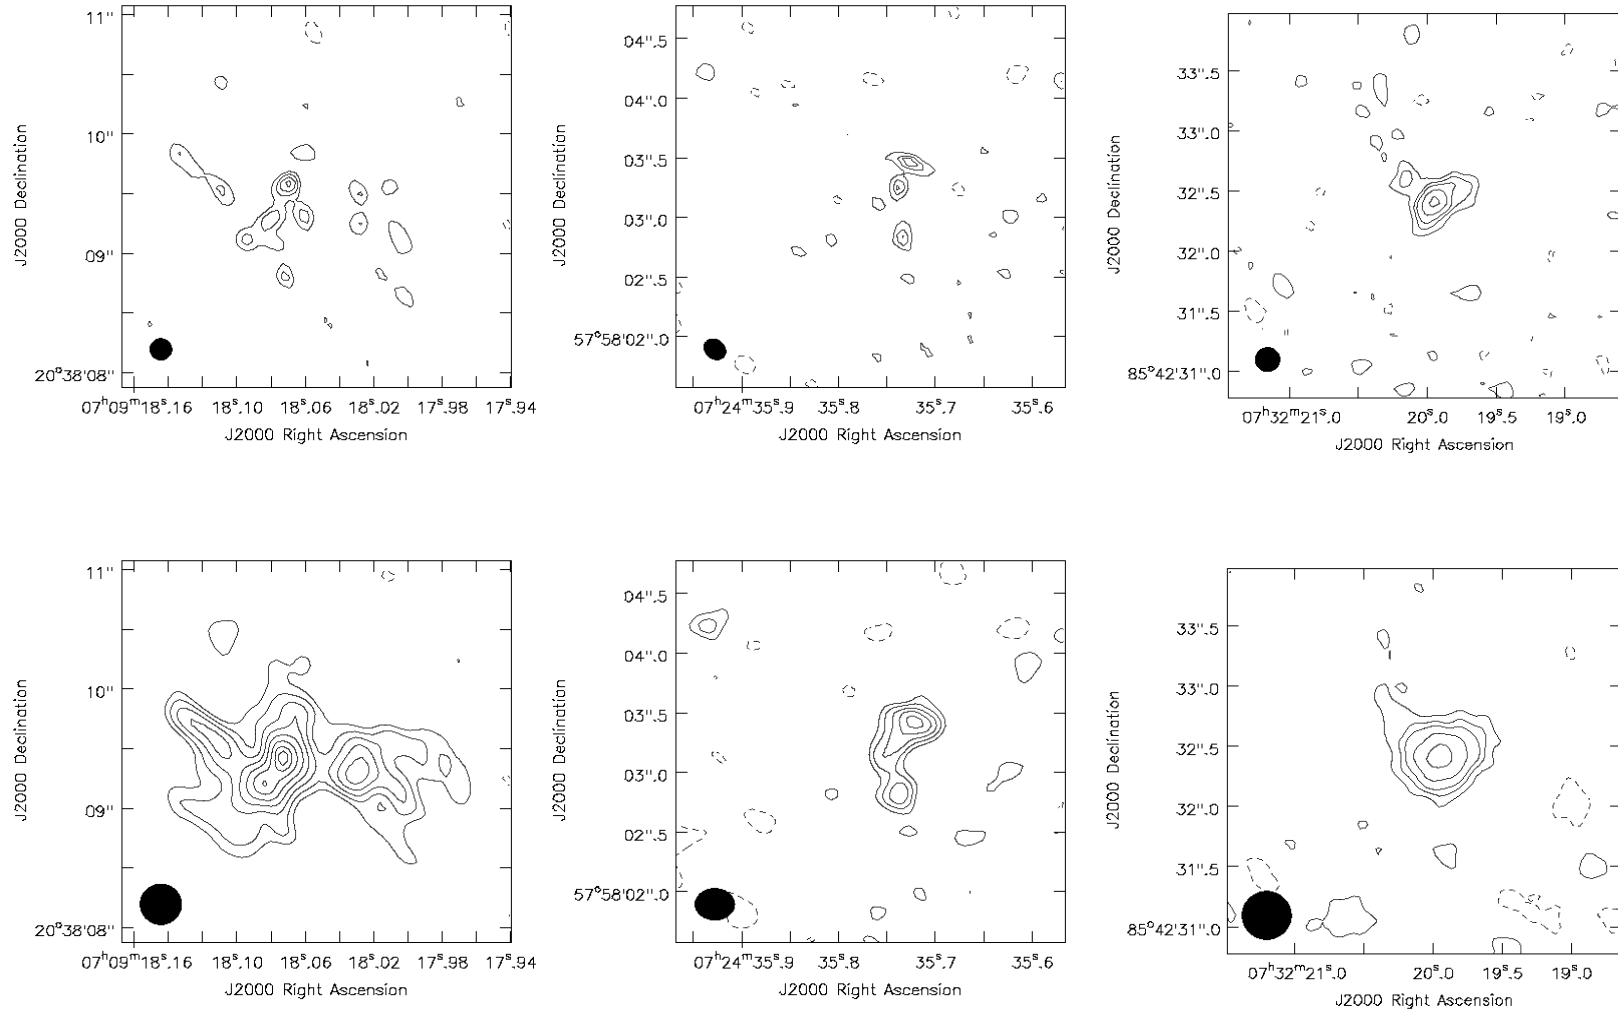 11"
10"
09"
20°38'08"
J2000 Declination
07ʰ09ᵐ18ˢ.16 18ˢ.10 18ˢ.06 18ˢ.02 17ˢ.98 17ˢ.94
J2000 Right Ascension
04".5
04".0
03".5
03".0
02".5
57°58'02".0
J2000 Declination
07ʰ24ᵐ35ˢ.9 35ˢ.8 35ˢ.7 35ˢ.6
J2000 Right Ascension
33".5
33".0
32".5
32".0
31".5
85°42'31".0
J2000 Declination
07ʰ32ᵐ21ˢ.0 20ˢ.0 19ˢ.5 19ˢ.0
J2000 Right Ascension
11"
10"
09"
20°38'08"
J2000 Declination
07ʰ09ᵐ18ˢ.16 18ˢ.10 18ˢ.06 18ˢ.02 17ˢ.98 17ˢ.94
J2000 Right Ascension
04".5
04".0
03".5
03".0
02".5
57°58'02".0
J2000 Declination
07ʰ24ᵐ35ˢ.9 35ˢ.8 35ˢ.7 35ˢ.6
J2000 Right Ascension
33".5
33".0
32".5
32".0
31".5
85°42'31".0
J2000 Declination
07ʰ32ᵐ21ˢ.0 20ˢ.0 19ˢ.5 19ˢ.0
J2000 Right Ascension